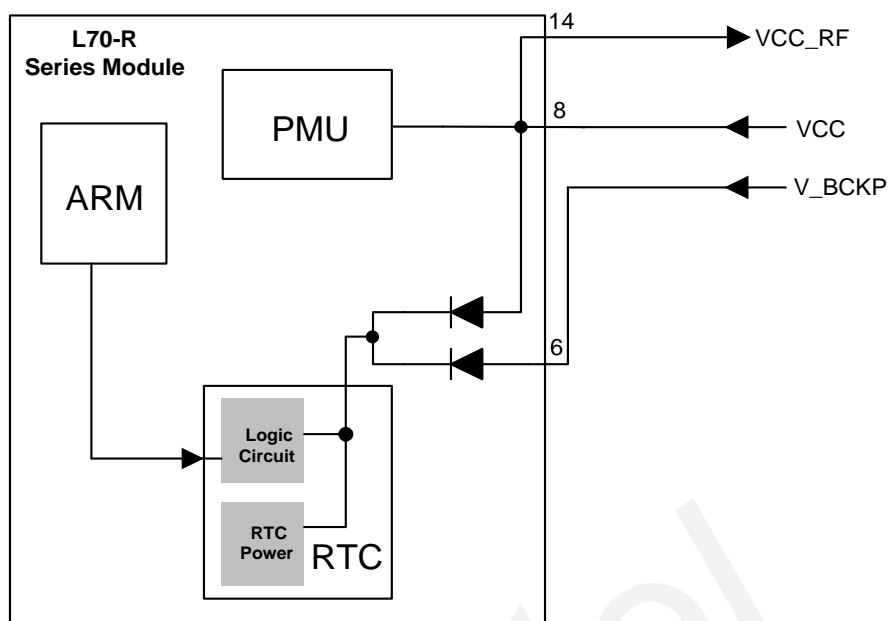 L70-R
Series Module
14
VCC_RF
PMU
8
VCC
ARM
V_BCKP
6
Logic
Circuit
RTC
Power
RTC